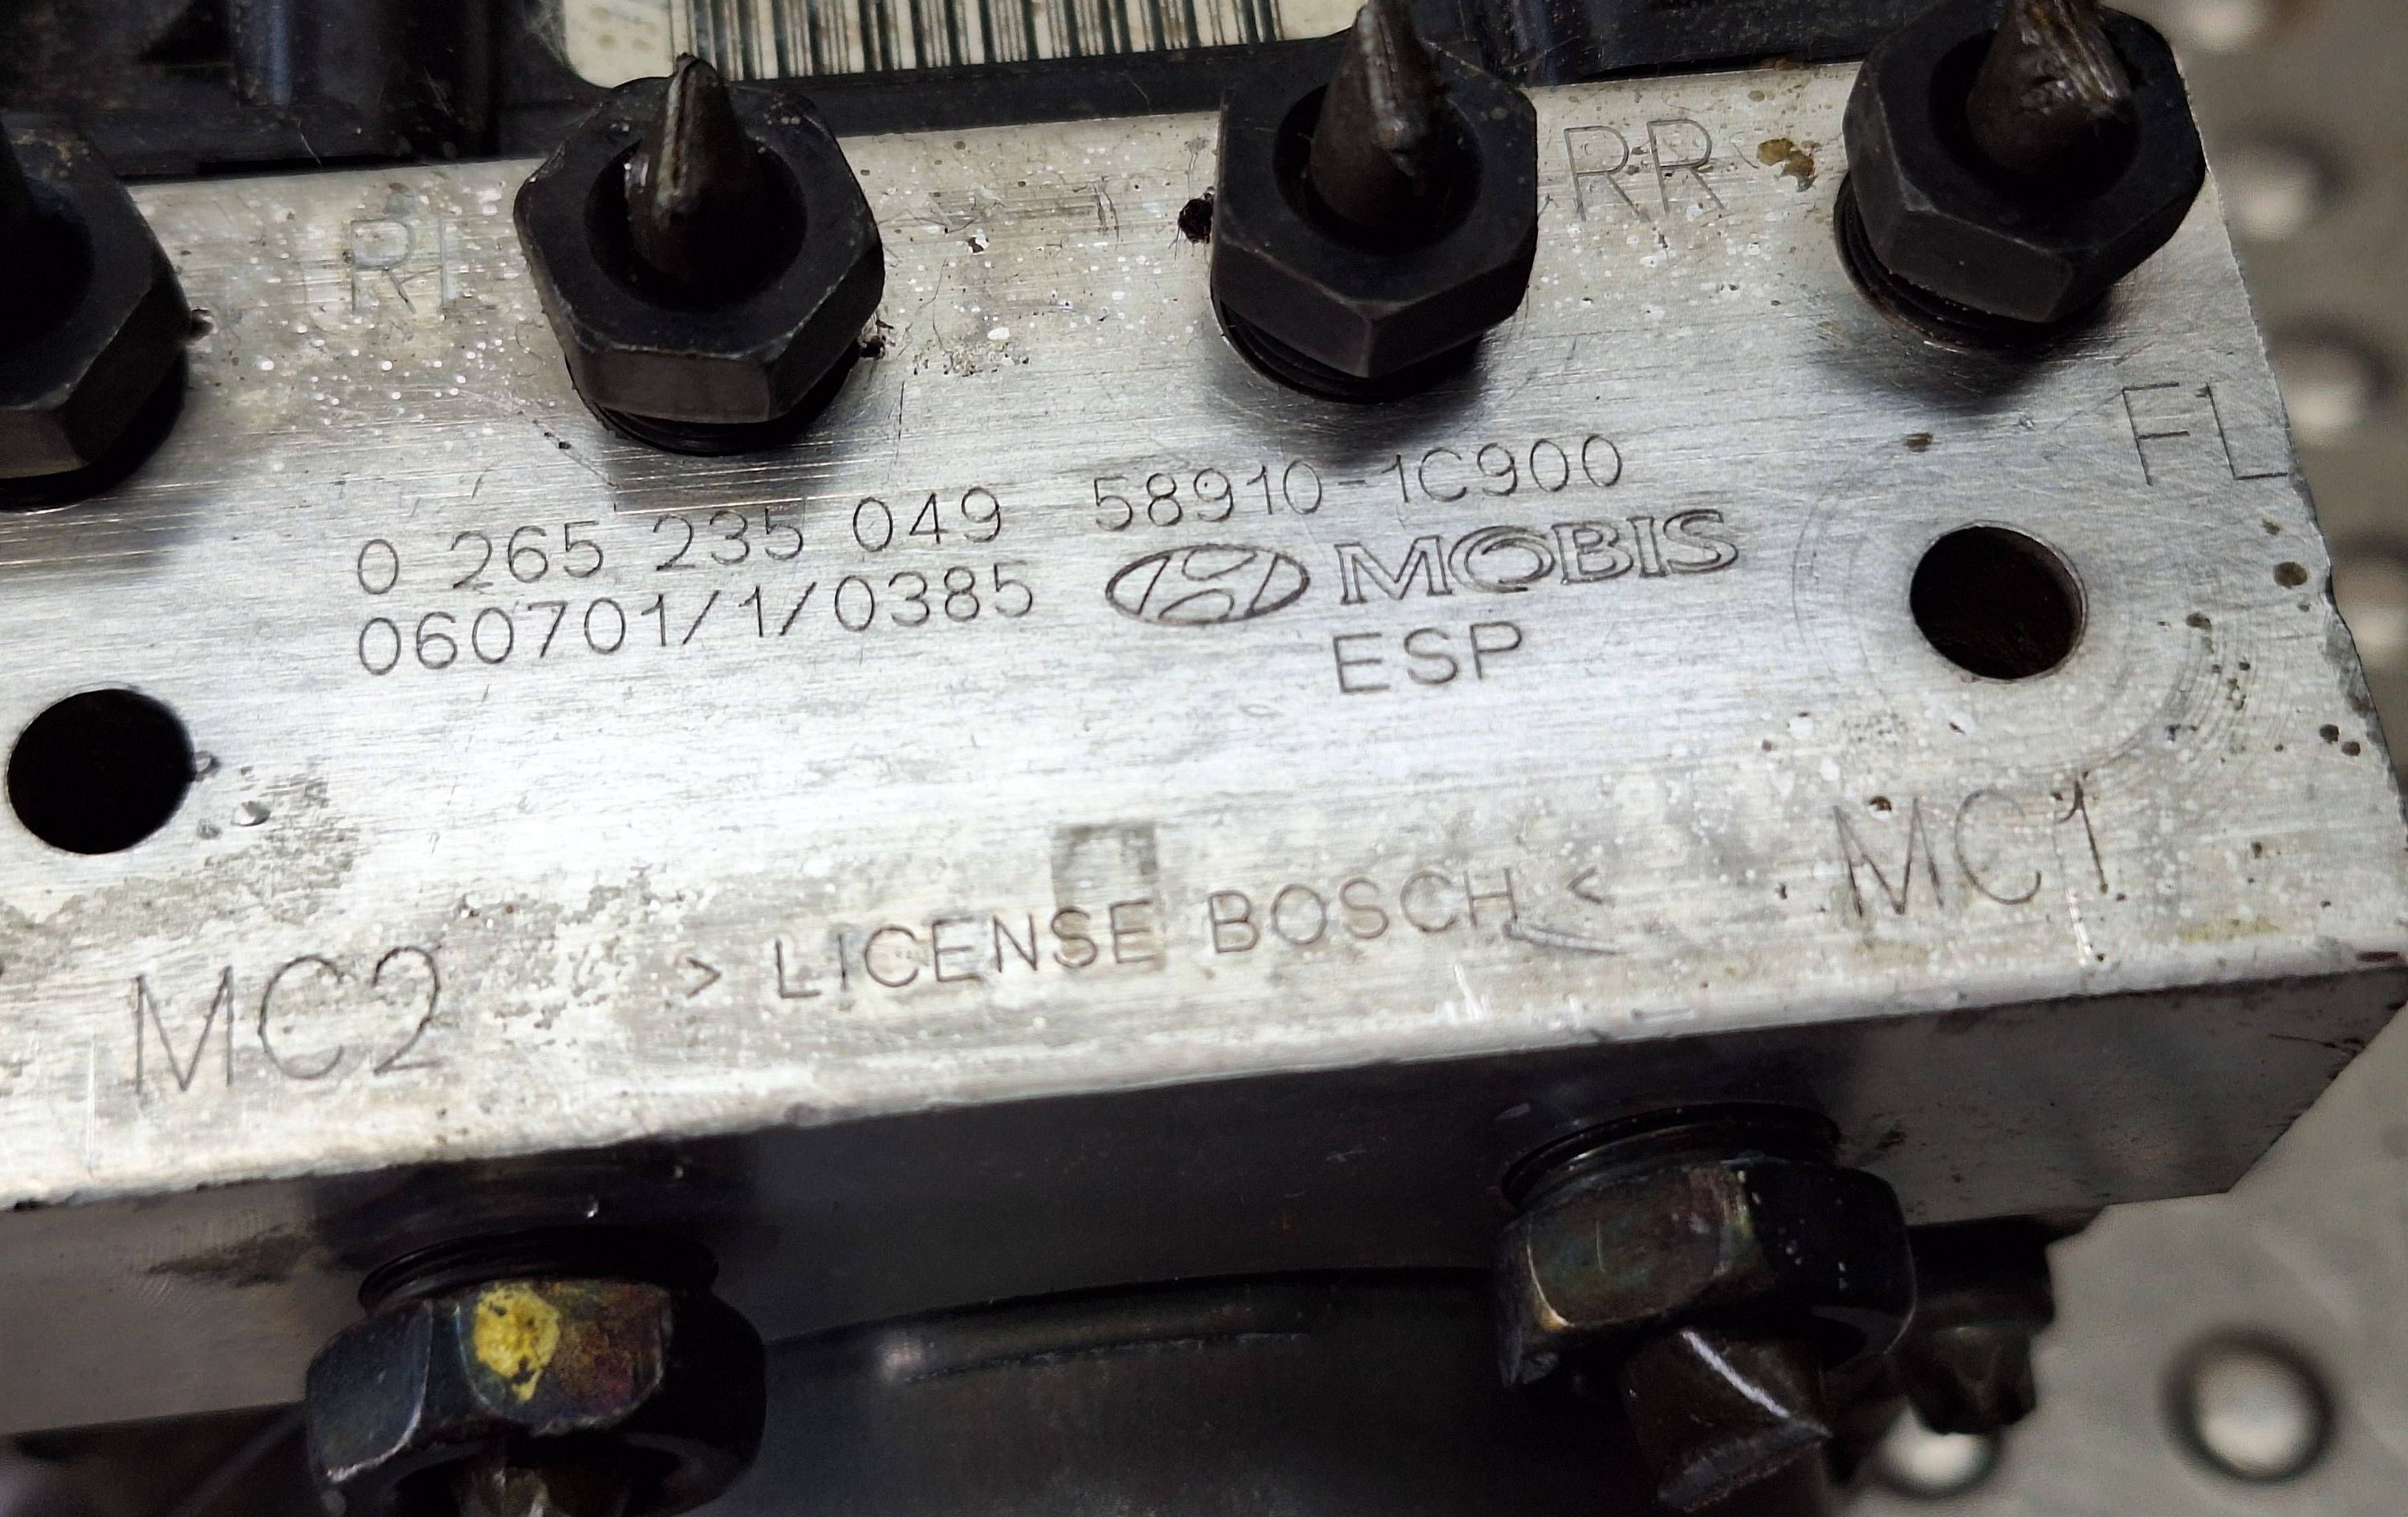 RR
FL
0 265 235 049 58910-1C900
060701/1/0385 MOBIS
ESP
MC2 > LICENSE BOSCH < MC1